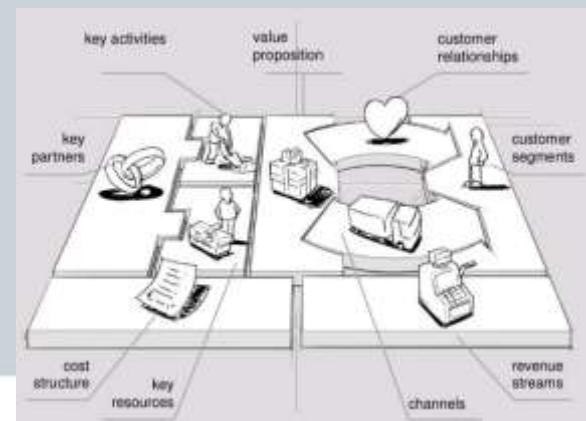 key activities
value
proposition
customer
relationships
key
partners
customer
segments
cost
structure
key
resources
channels
revenue
streams